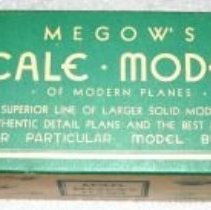 MEGOW'S
CALE · MOD
· OF MODERN PLANES ·
SUPERIOR LINE OF LARGER SOLID MOD
THENTIC DETAIL PLANS AND THE BEST
R PARTICULAR MODEL B